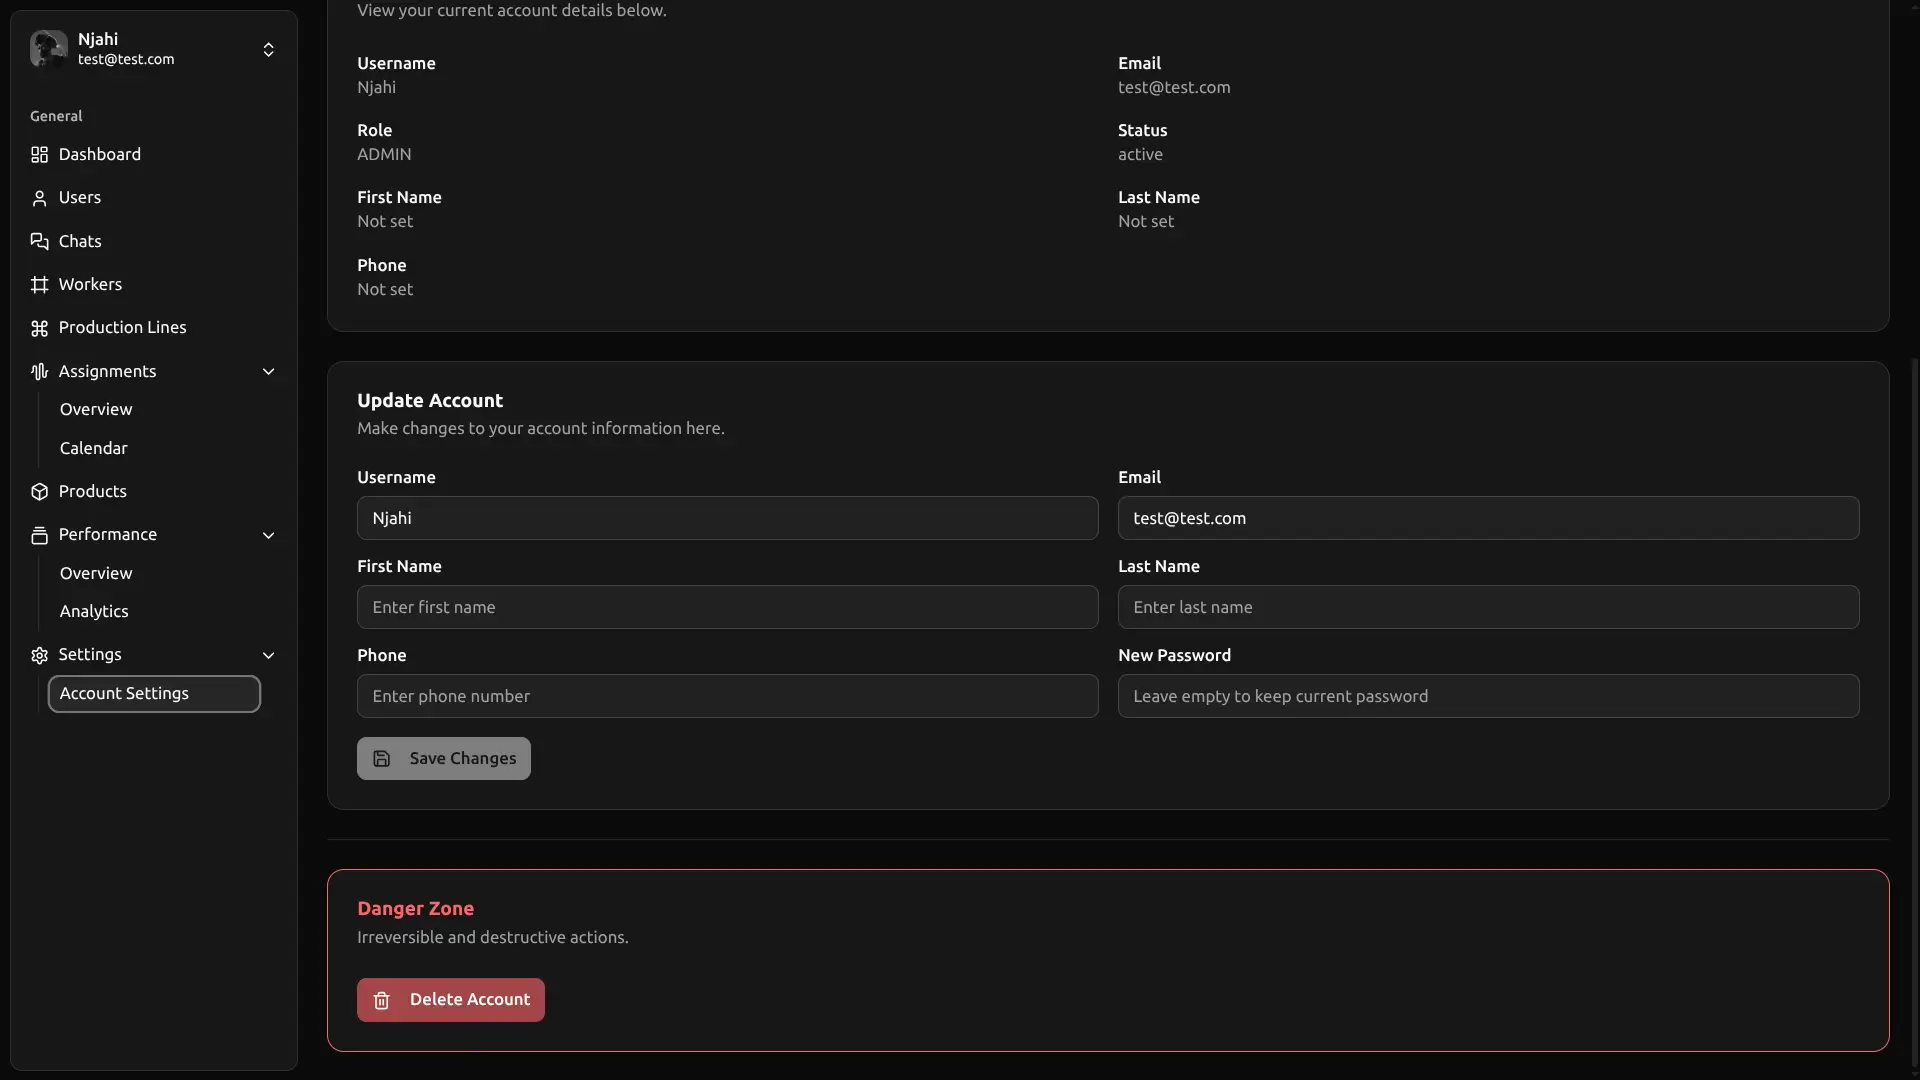 Njahi
test@test.com
General
Dashboard
Users
Chats
Workers
Production Lines
Assignments
Overview
Calendar
Products
Performance
Overview
Analytics
Settings
Account Settings
View your current account details below.
Username
Njahi
Email
test@test.com
Role
ADMIN
Status
active
First Name
Not set
Last Name
Not set
Phone
Not set
Update Account
Make changes to your account information here.
Username
Njahi
Email
test@test.com
First Name
Enter first name
Last Name
Enter last name
Phone
Enter phone number
New Password
Leave empty to keep current password
Save Changes
Danger Zone
Irreversible and destructive actions.
Delete Account